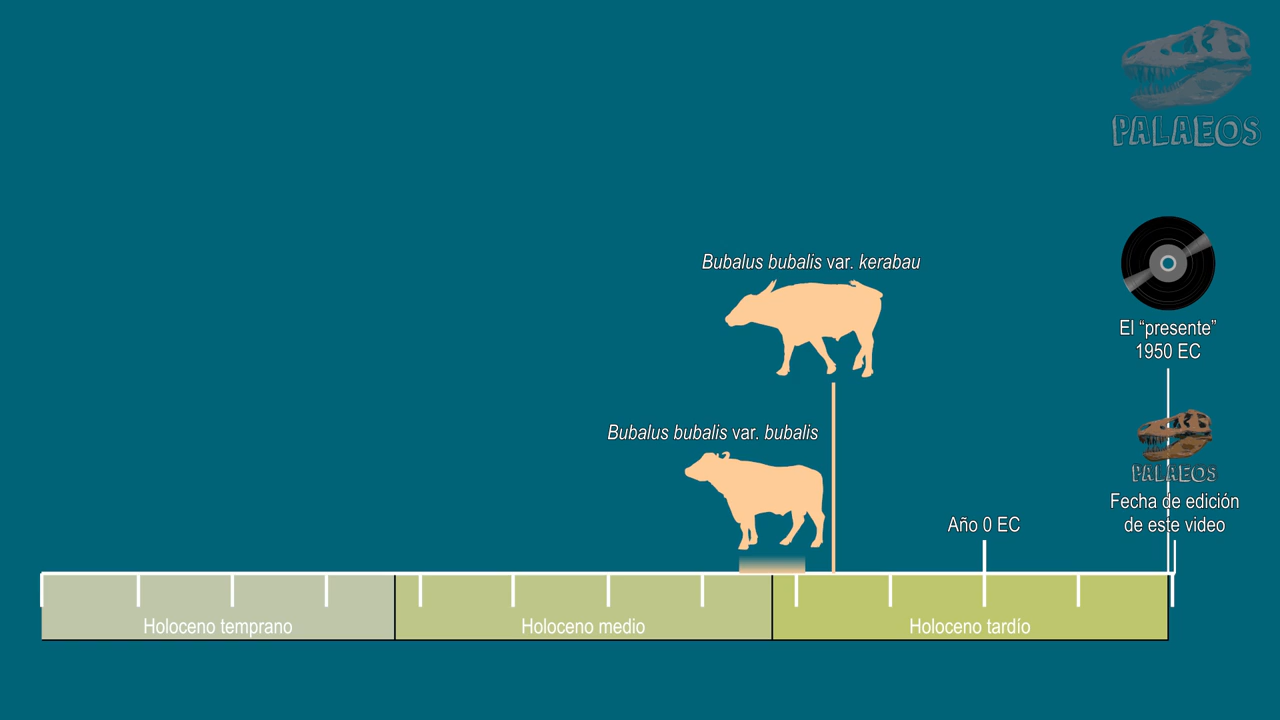 PALAEOS
Bubalus bubalis var. kerabau
El “presente”
1950 EC
Bubalus bubalis var. bubalis
PALAEOS
Fecha de edición
de este video
Año 0 EC
Holoceno temprano
Holoceno medio
Holoceno tardío